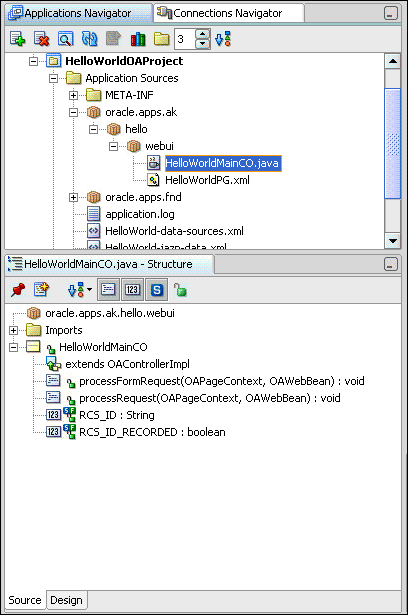 Applications Navigator
Connections Navigator
3
HelloWorldOAProject
Application Sources
META-INF
oracle.apps.ak
hello
webui
HelloWorldMainCO.java
HelloWorldPG.xml
oracle.apps.fnd
application.log
HelloWorld-data-sources.xml
HelloWorld-jazn-data.xml
HelloWorldMainCO.java - Structure
123
S
oracle.apps.ak.hello.webui
Imports
HelloWorldMainCO
extends OAControllerImpl
processFormRequest(OAPageContext, OAWebBean) : void
processRequest(OAPageContext, OAWebBean) : void
123 S F RCS_ID : String
123 S F RCS_ID_RECORDED : boolean
Source Design